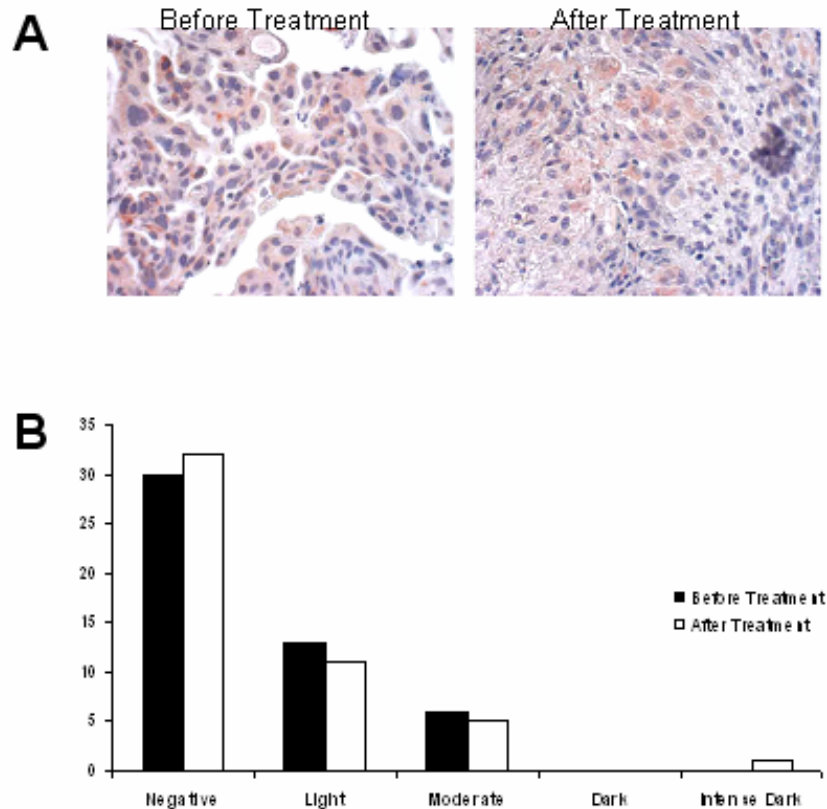 A
Before Treatment
After Treatment
B
35
30
25
20
15
10
5
0
Negative
Light
Moderate
Dark
Intense Dark
Before Treatment
After Treatment